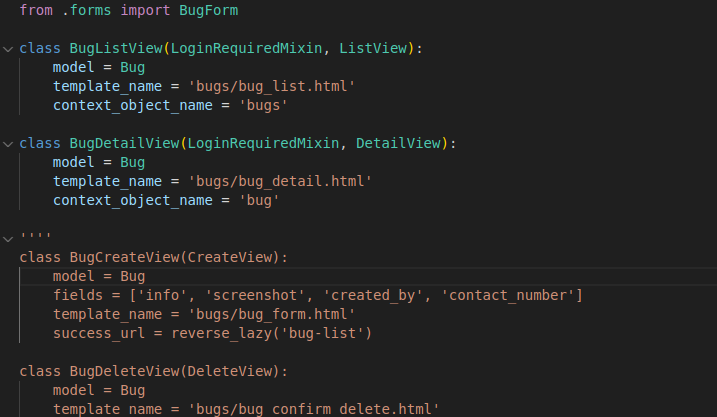 from .forms import BugForm
class BugListView(LoginRequiredMixin, ListView):
model = Bug
template_name = 'bugs/bug_list.html'
context_object_name = 'bugs'
class BugDetailView(LoginRequiredMixin, DetailView):
model = Bug
template_name = 'bugs/bug_detail.html'
context_object_name = 'bug'
''''
class BugCreateView(CreateView):
model = Bug
fields = ['info', 'screenshot', 'created_by', 'contact_number']
template_name = 'bugs/bug_form.html'
success_url = reverse_lazy('bug-list')
class BugDeleteView(DeleteView):
model = Bug
template_name = 'bugs/bug_confirm_delete.html'